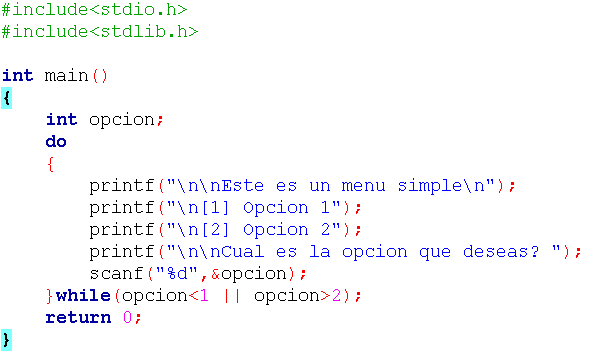 #include<stdio.h>
#include<stdlib.h>

int main()
{
    int opcion;
    do
    {
        printf("\n\nEste es un menu simple\n");
        printf("\n[1] Opcion 1");
        printf("\n[2] Opcion 2");
        printf("\n\nCual es la opcion que deseas? ");
        scanf("%d",&opcion);
    }while(opcion<1 || opcion>2);
    return 0;
}